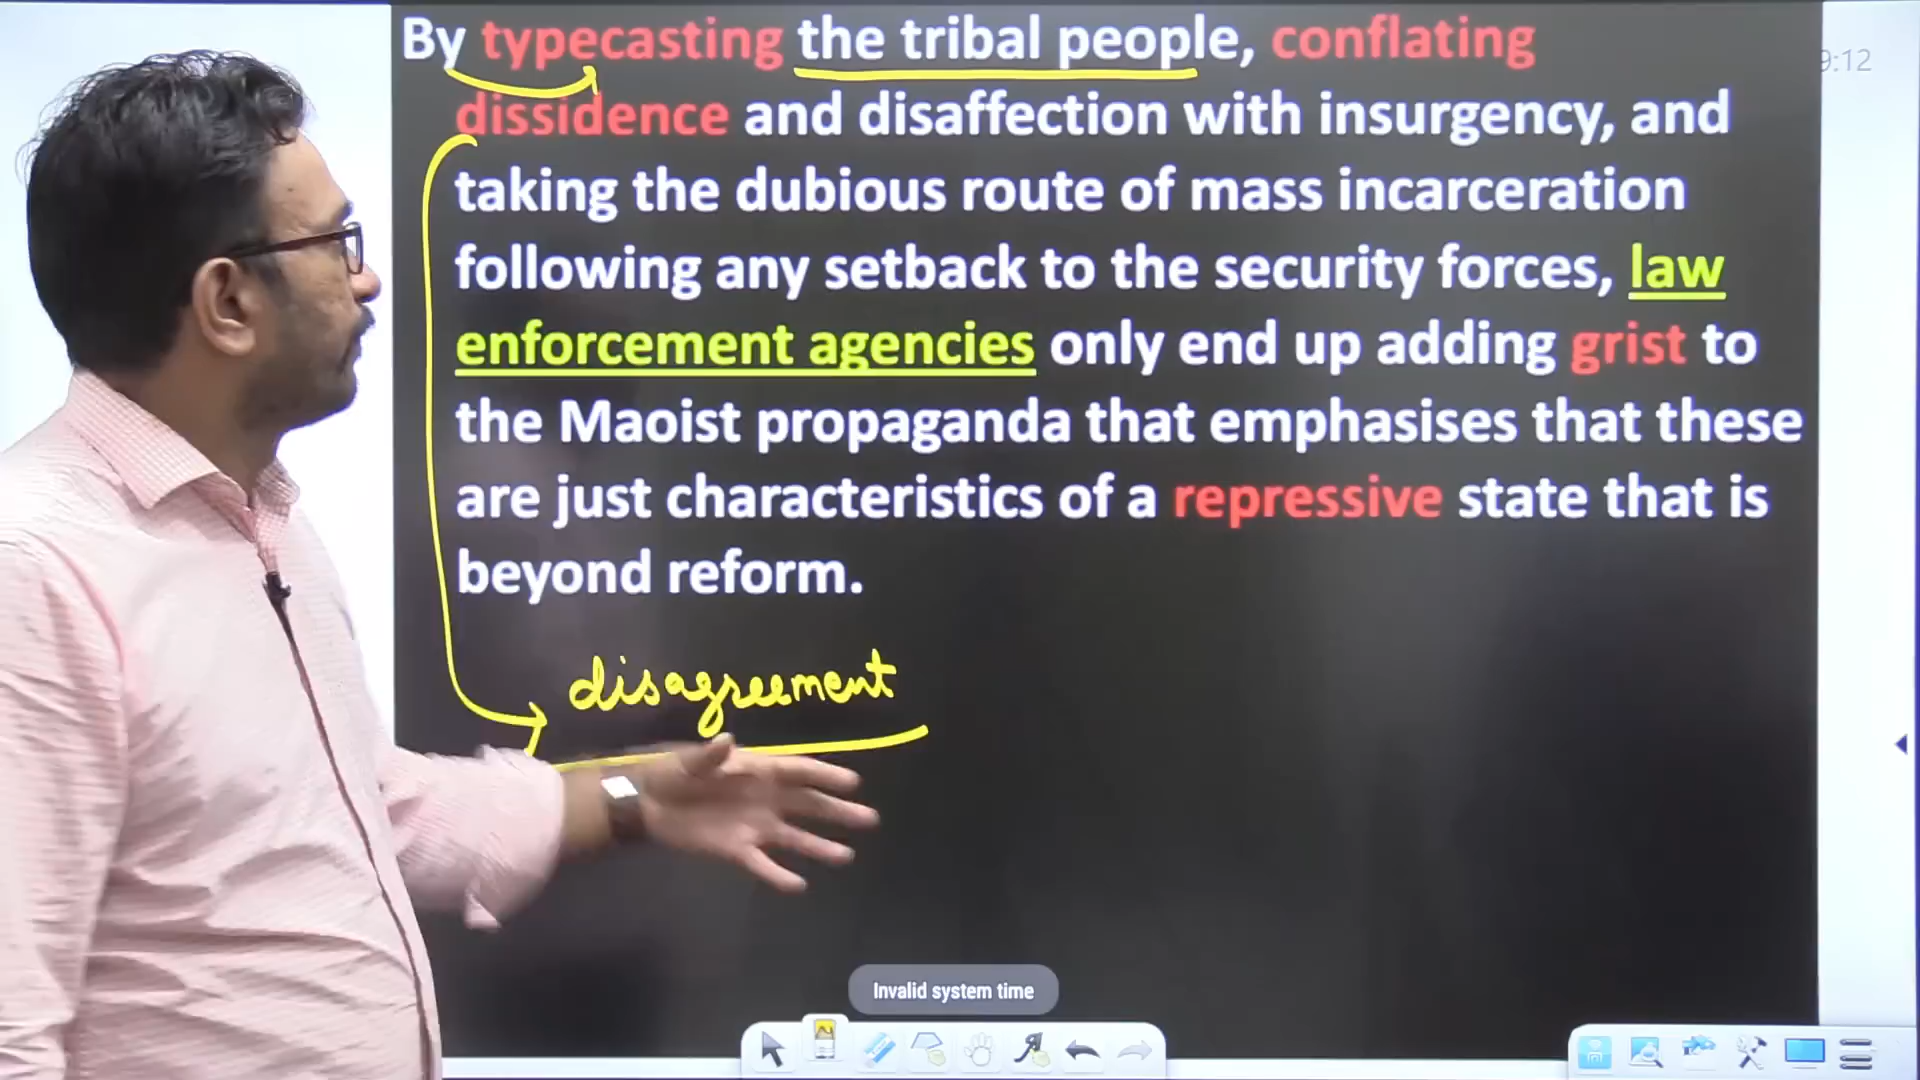 By typecasting the tribal people, conflating
dissidence and disaffection with insurgency, and
taking the dubious route of mass incarceration
following any setback to the security forces, law
enforcement agencies only end up adding grist to
the Maoist propaganda that emphasises that these
are just characteristics of a repressive state that is
beyond reform.
disagreement
Invalid system time
9:12